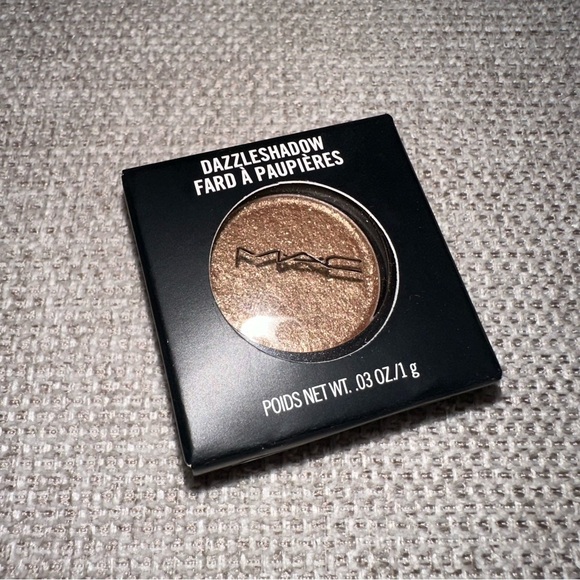 DAZZLESHADOW
FARD À PAUPIÈRES
MAC
POIDS NET WT. .03 OZ./1 g